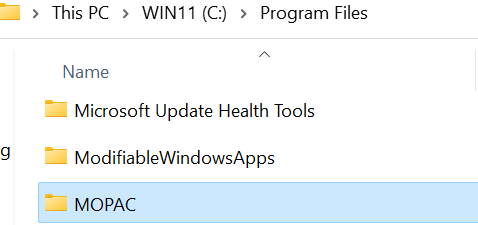 This PC > WIN11 (C:) > Program Files
Name
Microsoft Update Health Tools
g
ModifiableWindowsApps
MOPAC